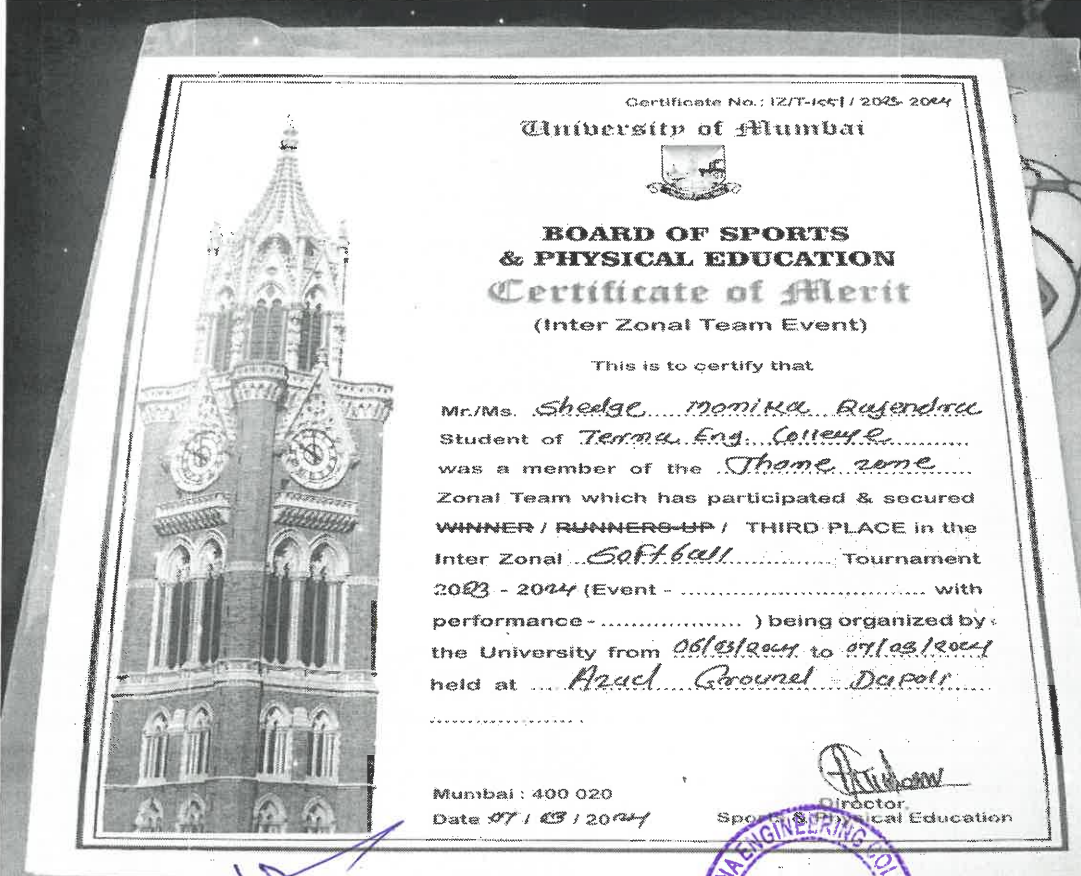 Certificate No.: IZ/T-1551 / 2023-2024
University of Mumbai
BOARD OF SPORTS
& PHYSICAL EDUCATION
Certificate of Merit
(Inter Zonal Team Event)
This is to certify that
Mr./Ms. Shedge Monika Rajendra
Student of Terna Eng. College
was a member of the Thane zone
Zonal Team which has participated & secured
WINNER / RUNNERS-UP / THIRD PLACE in the
Inter Zonal Softball Tournament
2023 - 2024 (Event - .............................. with
performance - ................... ) being organized by
the University from 06/03/2024 to 07/03/2024
held at Azad Ground Dapoli
Mumbai : 400 020
Date 07 / 03 / 2024
Director,
Sports & Physical Education
NA ENGINEERING COL